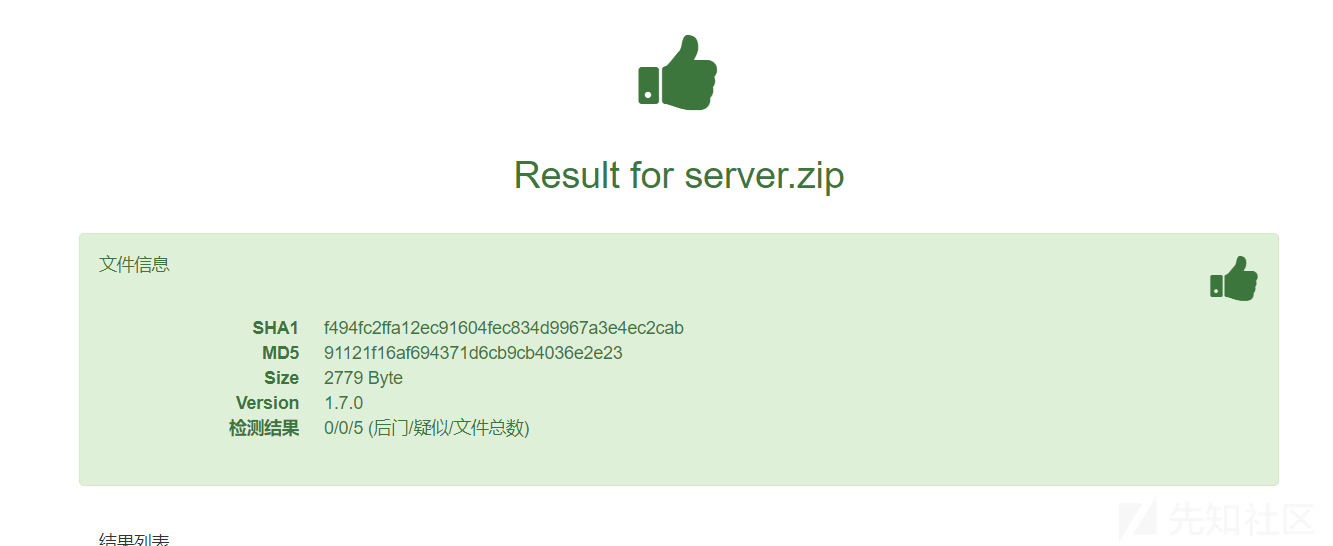 Result for server.zip
文件信息
SHA1 f494fc2ffa12ec91604fec834d9967a3e4ec2cab
MD5 91121f16af694371d6cb9cb4036e2e23
Size 2779 Byte
Version 1.7.0
检测结果 0/0/5 (后门/疑似/文件总数)
先知社区
结果列表